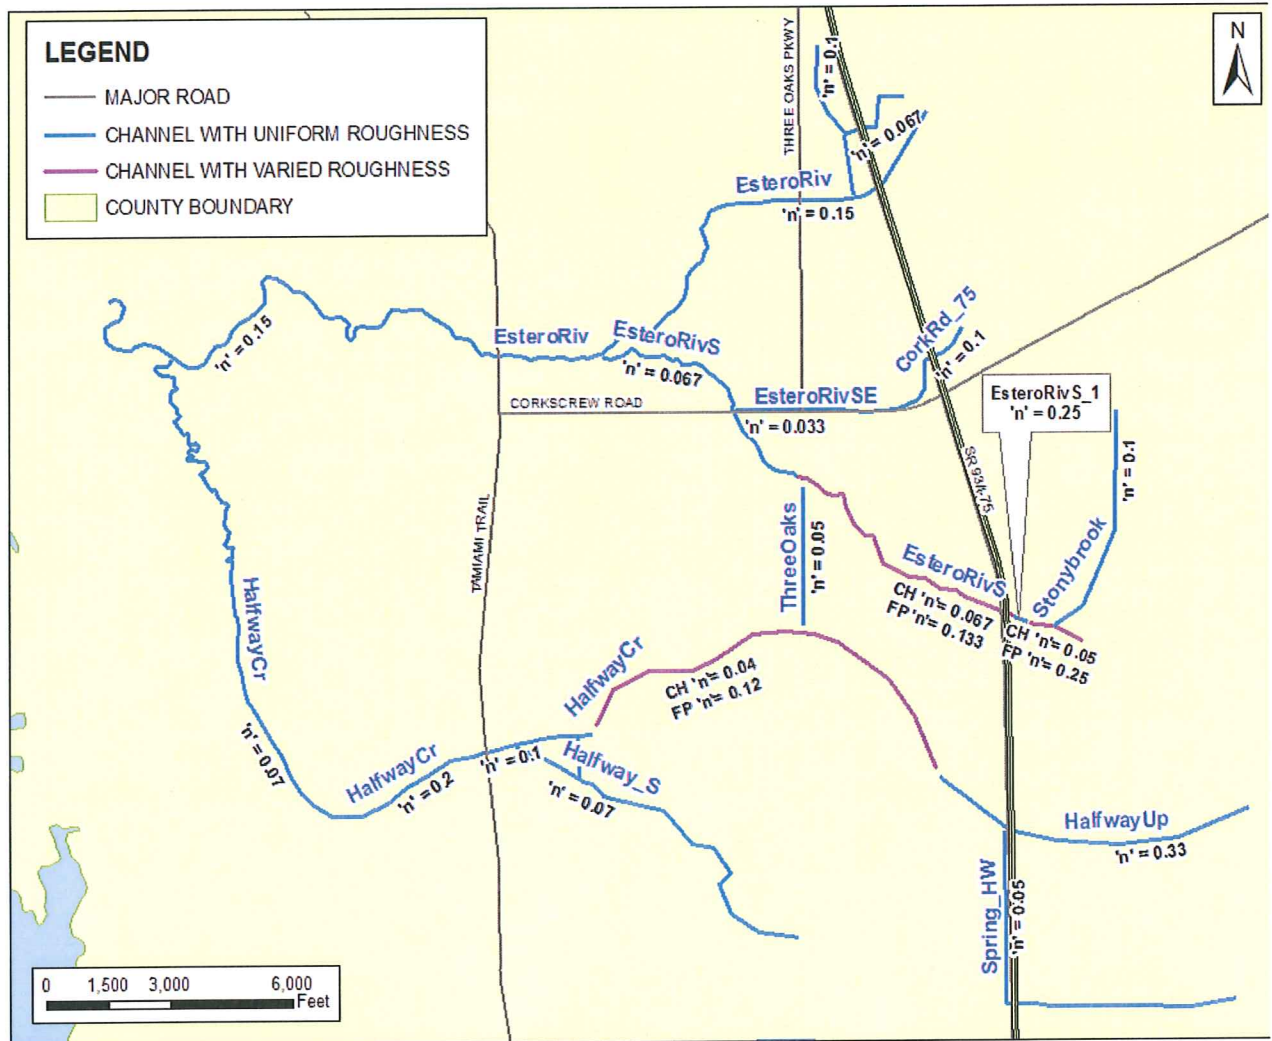 LEGEND
MAJOR ROAD
CHANNEL WITH UNIFORM ROUGHNESS
CHANNEL WITH VARIED ROUGHNESS
COUNTY BOUNDARY
N
THREE OAKS PKWY
'n' = 0.1
'n' = 0.067
EsteroRiv
'n' = 0.15
'n' = 0.15
EsteroRiv
EsteroRivS
'n' = 0.067
CorkRd_75
'n' = 0.1
EsteroRivSE
CORKSCREW ROAD
'n' = 0.033
EsteroRivS_1
'n' = 0.25
SR 93/I-75
'n' = 0.1
TAMIAMI TRAIL
ThreeOaks
'n' = 0.05
EsteroRivS
CH 'n'= 0.067
FP 'n'= 0.133
Stonybrook
CH 'n'= 0.05
FP 'n'= 0.25
HalfwayCr
'n' = 0.07
HalfwayCr
CH 'n'= 0.04
FP 'n'= 0.12
HalfwayCr
'n' = 0.2
'n' = 0.1
Halfway_S
'n' = 0.07
HalfwayUp
'n' = 0.33
Spring_HW
'n' = 0.05
0 1,500 3,000 6,000
Feet